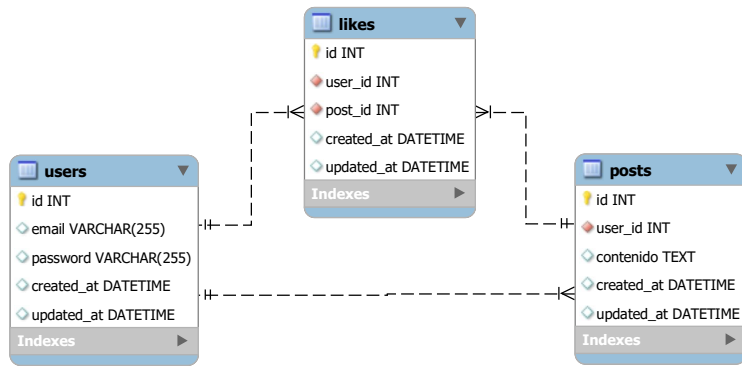 likes
id INT
user_id INT
post_id INT
created_at DATETIME
updated_at DATETIME
Indexes
users
id INT
email VARCHAR(255)
password VARCHAR(255)
created_at DATETIME
updated_at DATETIME
Indexes
posts
id INT
user_id INT
contenido TEXT
created_at DATETIME
updated_at DATETIME
Indexes